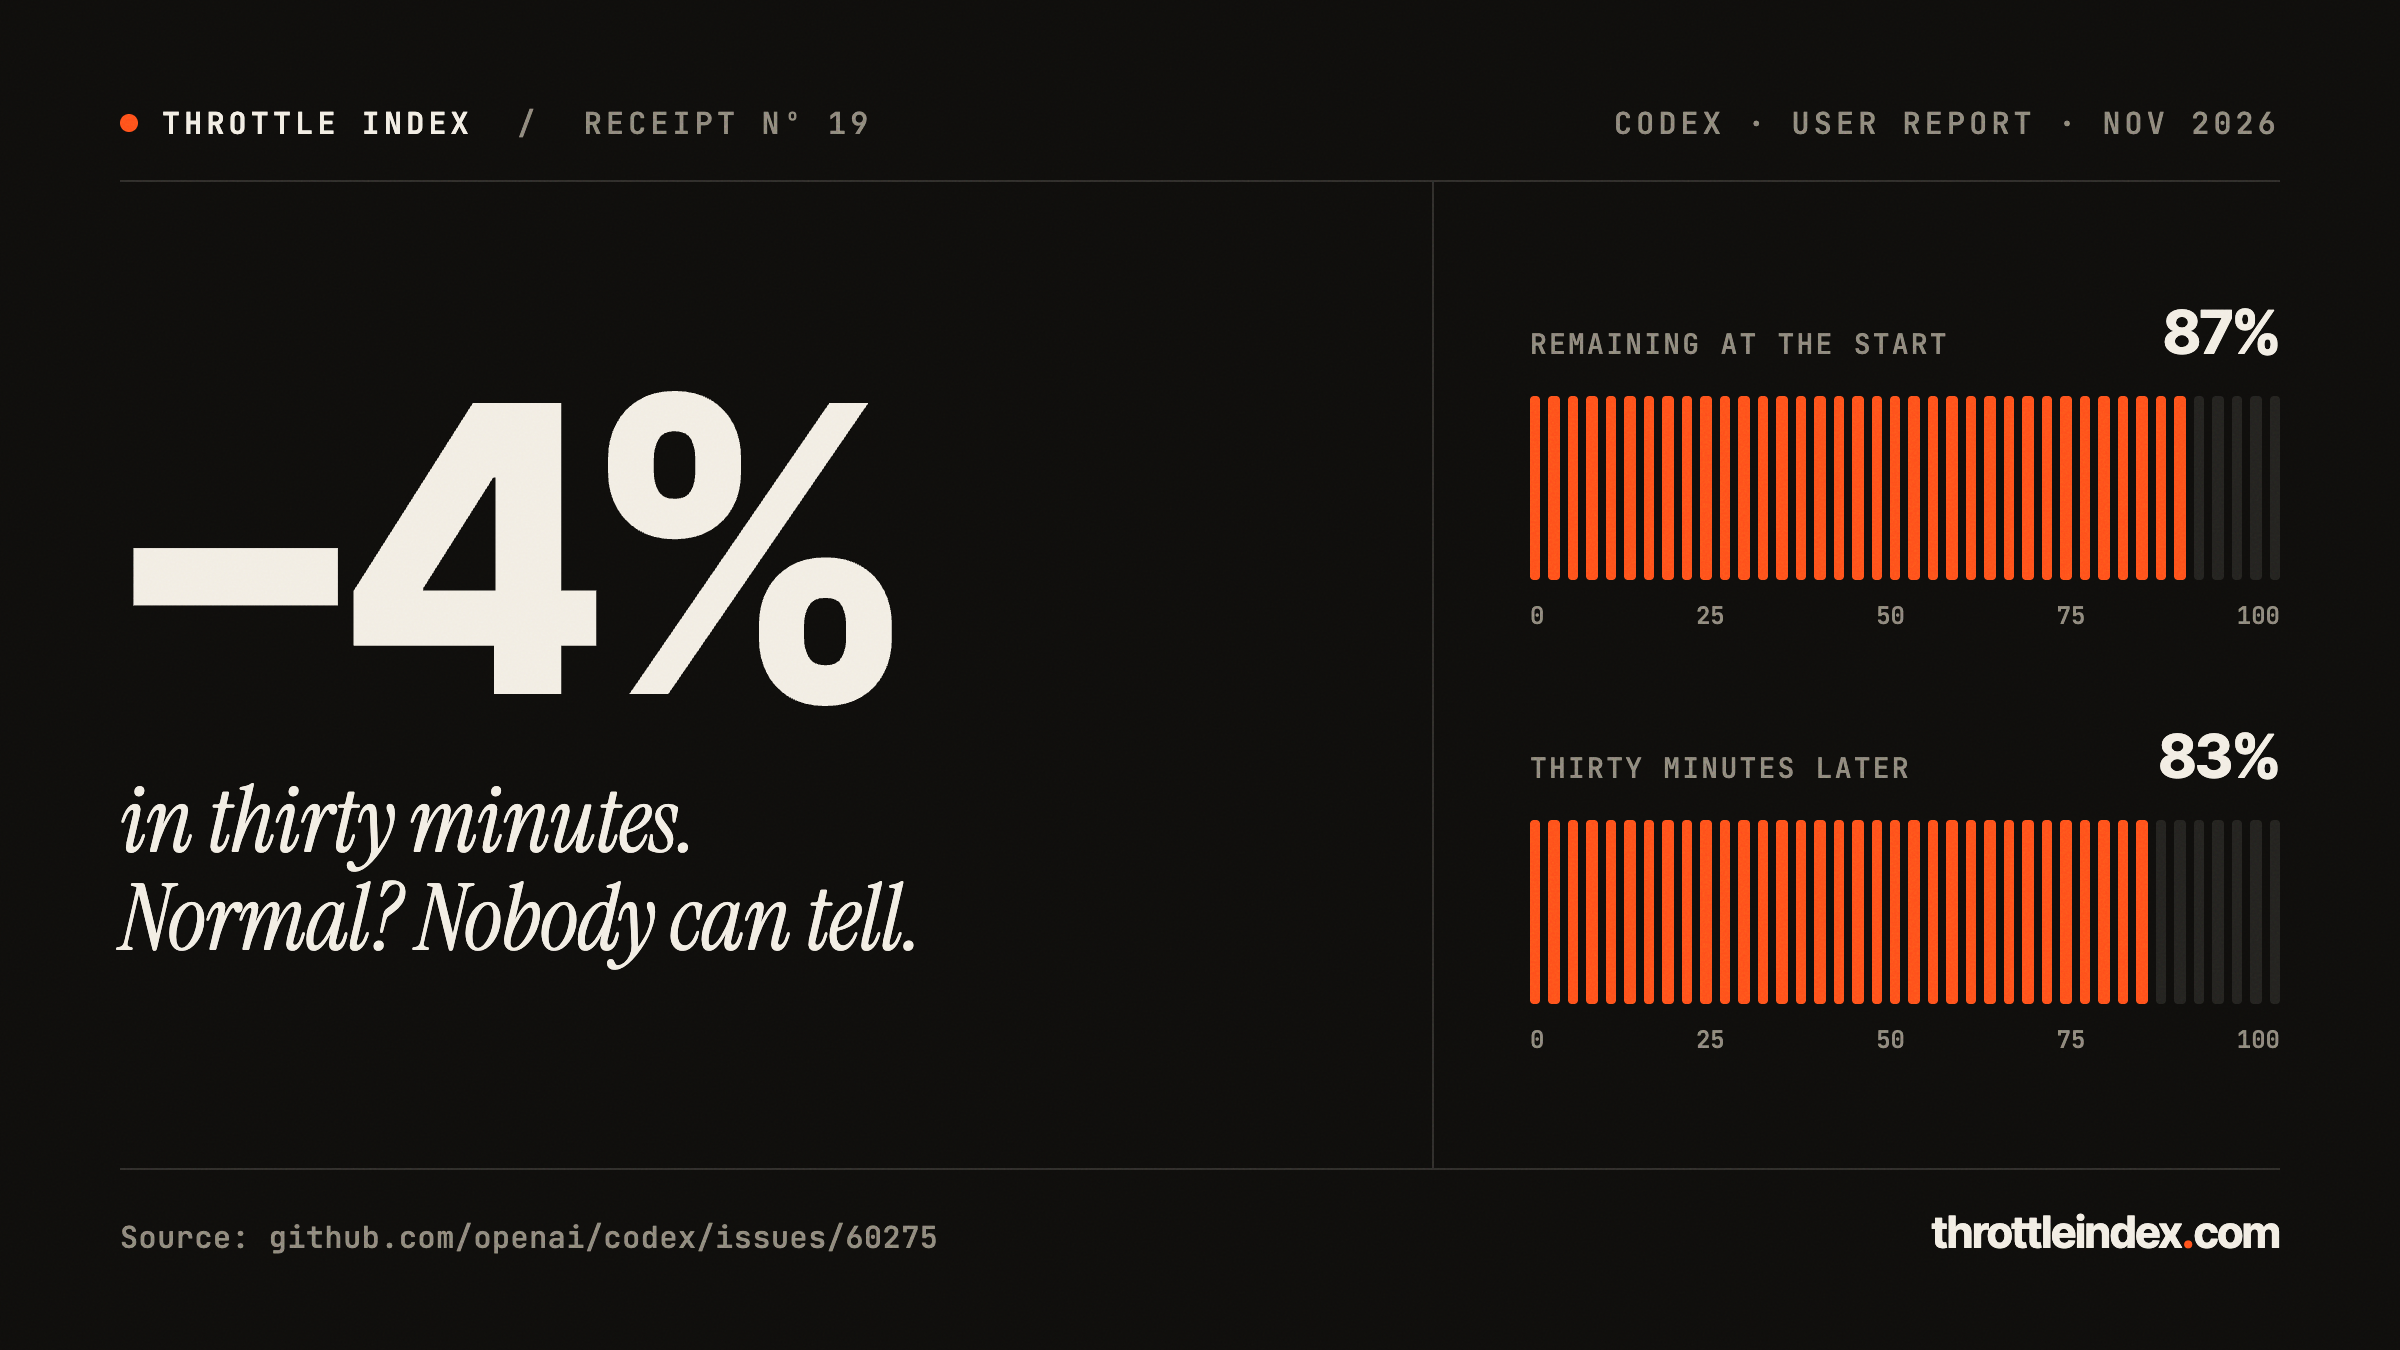 THROTTLE INDEX / RECEIPT N° 19
CODEX · USER REPORT · NOV 2026
–4%
in thirty minutes.
Normal? Nobody can tell.
REMAINING AT THE START 87%
0 25 50 75 100
THIRTY MINUTES LATER 83%
0 25 50 75 100
Source: github.com/openai/codex/issues/60275
throttleindex.com